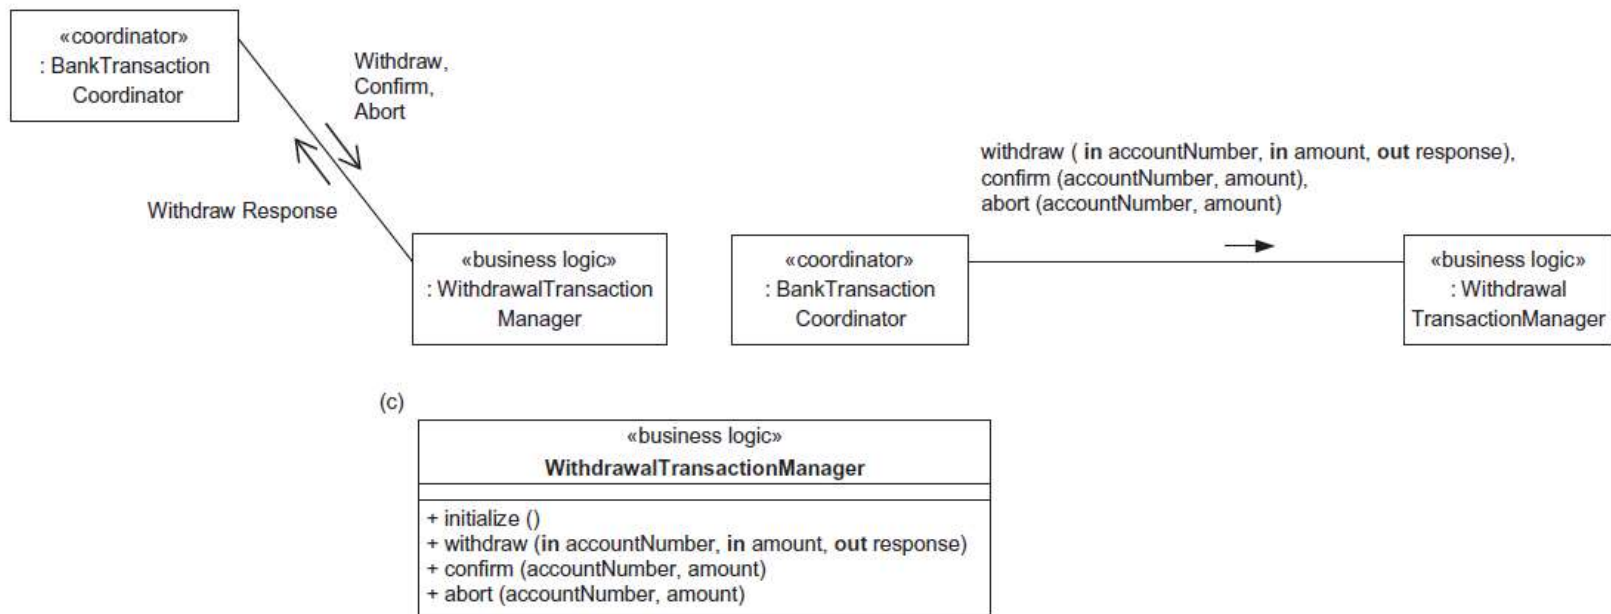 «coordinator»
: BankTransaction
Coordinator
Withdraw,
Confirm,
Abort
Withdraw Response
«business logic»
: WithdrawalTransaction
Manager
withdraw ( in accountNumber, in amount, out response),
confirm (accountNumber, amount),
abort (accountNumber, amount)
«coordinator»
: BankTransaction
Coordinator
«business logic»
: Withdrawal
TransactionManager
(c)
«business logic»
WithdrawalTransactionManager
+ initialize ()
+ withdraw (in accountNumber, in amount, out response)
+ confirm (accountNumber, amount)
+ abort (accountNumber, amount)